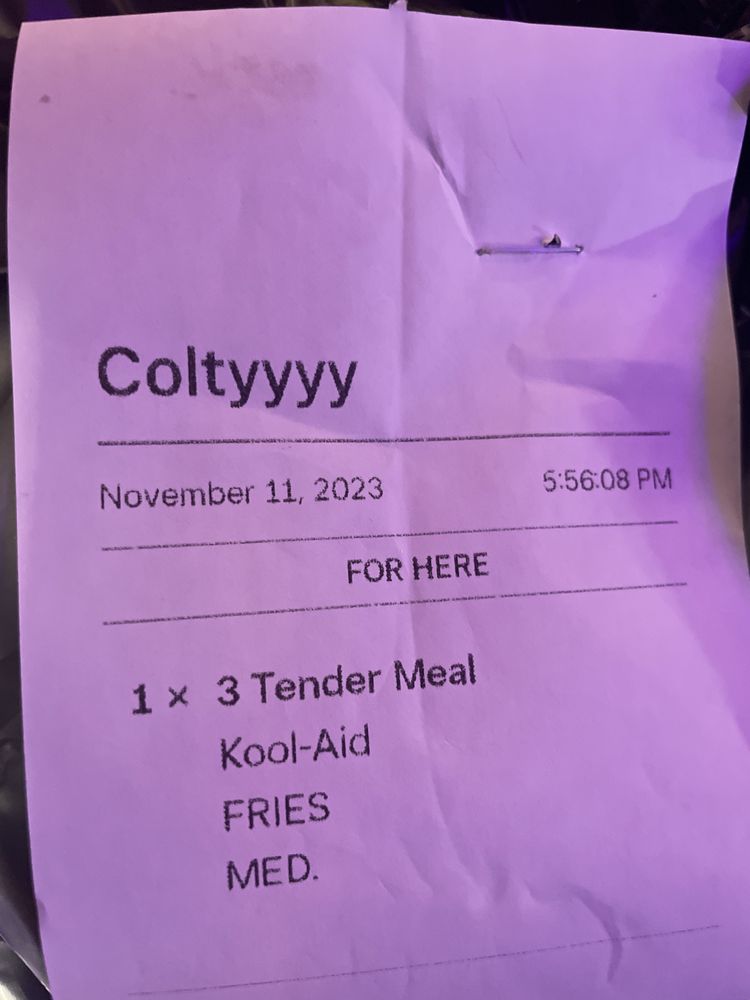 Coltyyyy
November 11, 2023 5:56:08 PM
FOR HERE
1 × 3 Tender Meal
Kool-Aid
FRIES
MED.